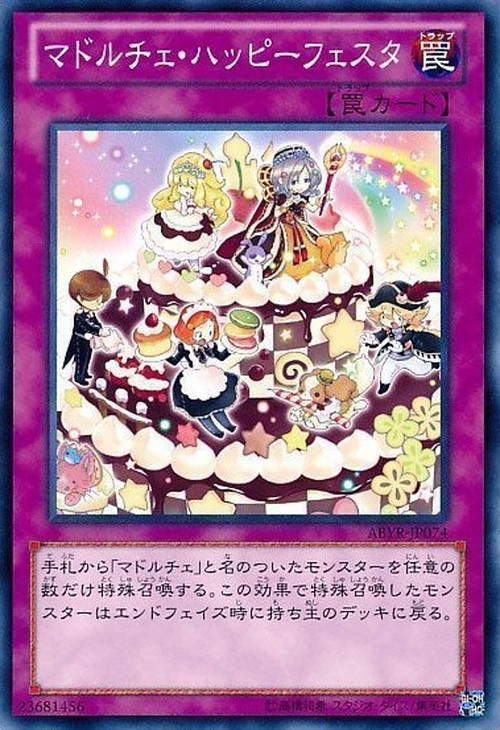 マドルチェ・ハッピーフェスタ 罠
【罠カード】
ABYR-JP074
手札から「マドルチェ」と名のついたモンスターを任意の
数だけ特殊召喚する。この効果で特殊召喚したモン
スターはエンドフェイズ時に持ち主のデッキに戻る。
23681456
©高橋和希 スタジオ・ダイス/集英社